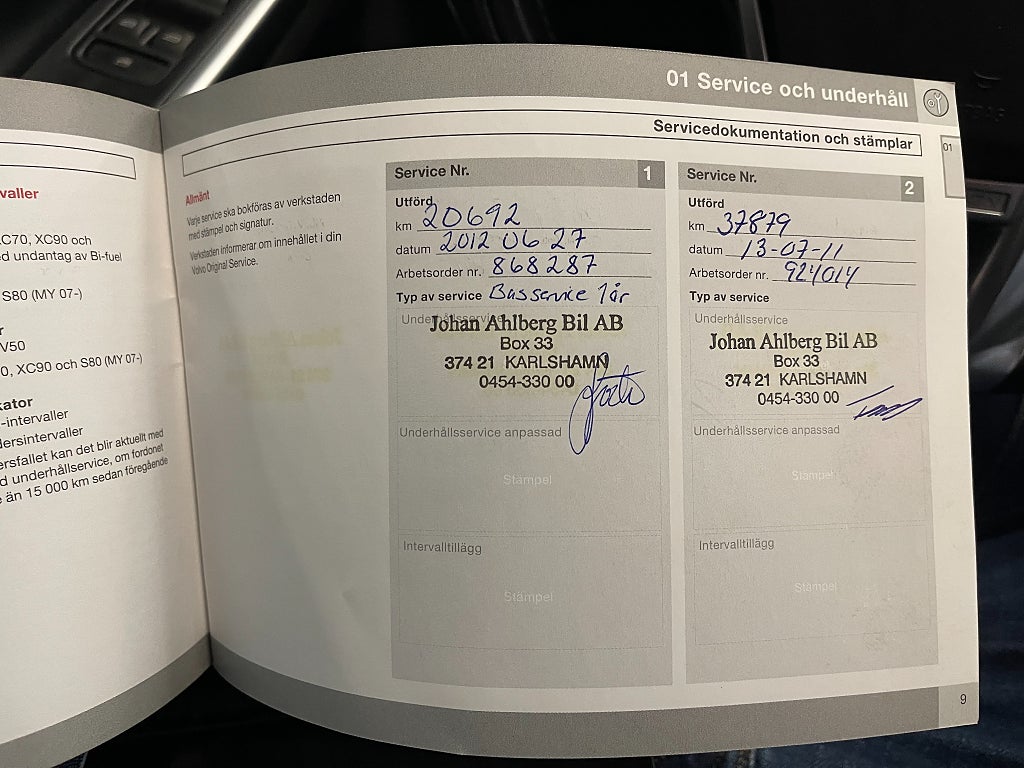 01 Service och underhåll
Servicedokumentation och stämplar
01
valler
C70, XC90 och
d undantag av Bi-fuel
S80 (MY 07-)
r
V50
0, XC90 och S80 (MY 07-)
kator
-intervaller
dersintervaller
ersfallet kan det blir aktuellt med
d underhållservice, om fordonet
e än 15 000 km sedan föregående
Allmänt
Varje service ska bokföras av verkstaden
med stämpel och signatur.
Verkstaden informerar om innehållet i din
Volvo Original Service.
Service Nr. 1
Utförd
km 20692
datum 2012 06 27
Arbetsorder nr. 868287
Typ av service Basservice 1år
Underhållsservice
Johan Ahlberg Bil AB
Box 33
374 21 KARLSHAMN
0454-330 00
Underhållsservice anpassad
Stämpel
Intervalltillägg
Stämpel
Service Nr. 2
Utförd
km 37879
datum 13-07-11
Arbetsorder nr. 924014
Typ av service
Underhållsservice
Johan Ahlberg Bil AB
Box 33
374 21 KARLSHAMN
0454-330 00
Underhållsservice anpassad
Stämpel
Intervalltillägg
Stämpel
9